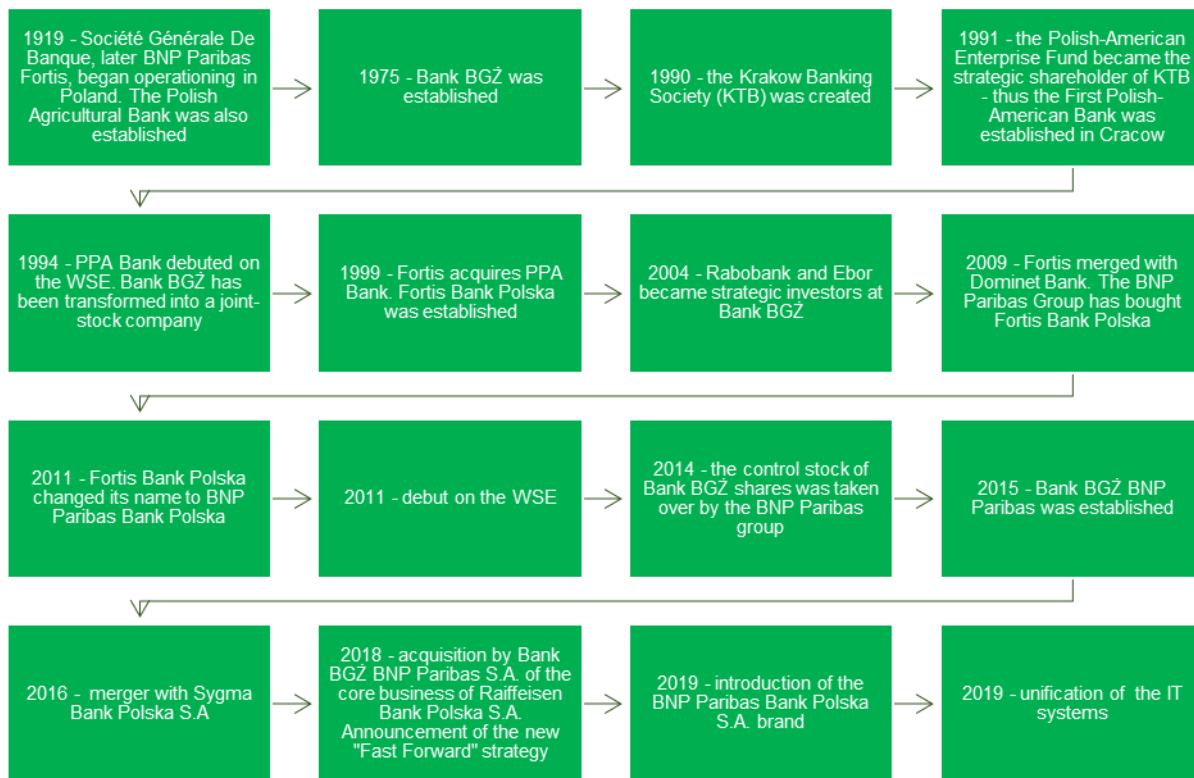 1919 - Société Générale De
Banque, later BNP Paribas
Fortis, began operationing in
Poland. The Polish
Agricultural Bank was also
established
1975 - Bank BGŻ was
established
1990 - the Krakow Banking
Society (KTB) was created
1991 - the Polish-American
Enterprise Fund became the
strategic shareholder of KTB
- thus the First Polish-
American Bank was
established in Cracow
1994 - PPA Bank debuted on
the WSE. Bank BGŻ has
been transformed into a joint-
stock company
1999 - Fortis acquires PPA
Bank. Fortis Bank Polska
was established
2004 - Rabobank and Ebor
became strategic investors at
Bank BGŻ
2009 - Fortis merged with
Dominet Bank. The BNP
Paribas Group has bought
Fortis Bank Polska
2011 - Fortis Bank Polska
changed its name to BNP
Paribas Bank Polska
2011 - debut on the WSE
2014 - the control stock of
Bank BGŻ shares was taken
over by the BNP Paribas
group
2015 - Bank BGŻ BNP
Paribas was established
2016 - merger with Sygma
Bank Polska S.A
2018 - acquisition by Bank
BGŻ BNP Paribas S.A. of the
core business of Raiffeisen
Bank Polska S.A.
Announcement of the new
"Fast Forward" strategy
2019 - introduction of the
BNP Paribas Bank Polska
S.A. brand
2019 - unification of the IT
systems